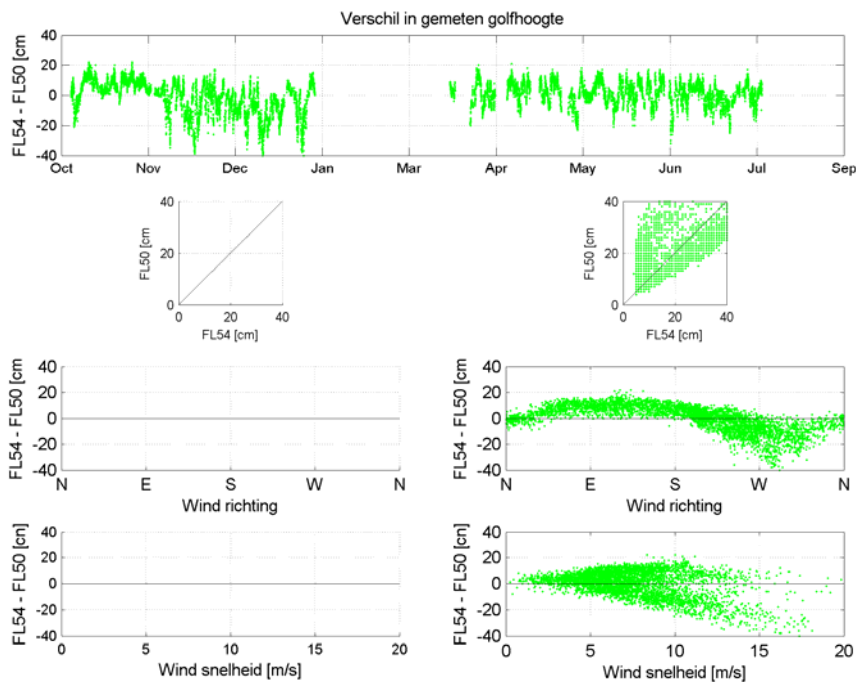 Verschil in gemeten golfhoogte
FL54 - FL50 [cm
40
20
0
-20
-40
Oct Nov Dec Jan Mar Apr May Jun Jul Sep
FL50 [cm
40
20
0
0 20 40
FL54 [cm]
FL50 [cm
40
20
0
0 20 40
FL54 [cm]
FL54 - FL50 [cm
40
20
0
-20
-40
N E S W N
Wind richting
FL54 - FL50 [cm
40
20
0
-20
-40
N E S W N
Wind richting
FL54 - FL50 [cn]
40
20
0
-20
-40
0 5 10 15 20
Wind snelheid [m/s]
FL54 - FL50 [cm]
40
20
0
-20
-40
0 5 10 15 20
Wind snelheid [m/s]